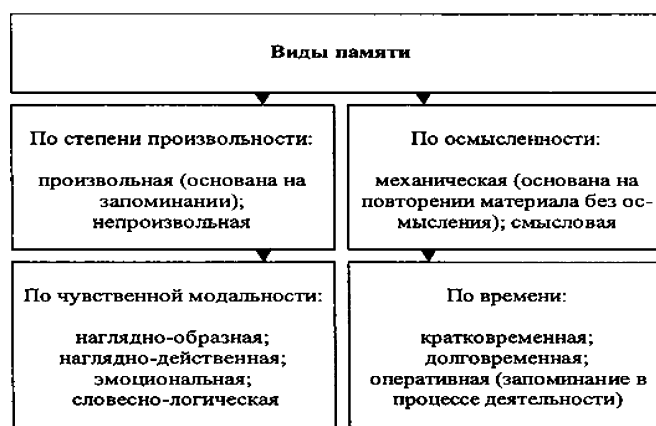 Виды памяти
По степени произвольности:
произвольная (основана на
запоминании);
непроизвольная
По осмысленности:
механическая (основана на
повторении материала без ос-
мысления); смысловая
По чувственной модальности:
наглядно-образная;
наглядно-действенная;
эмоциональная;
словесно-логическая
По времени:
кратковременная;
долговременная;
оперативная (запоминание в
процессе деятельности)